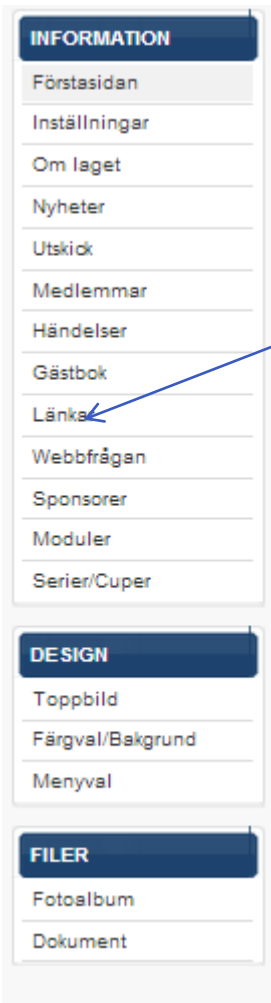 INFORMATION
Förstasidan
Inställningar
Om laget
Nyheter
Utskick
Medlemmar
Händelser
Gästbok
Länkar
Webbfrågan
Sponsorer
Moduler
Serier/Cuper
DESIGN
Toppbild
Färgval/Bakgrund
Menyval
FILER
Fotoalbum
Dokument